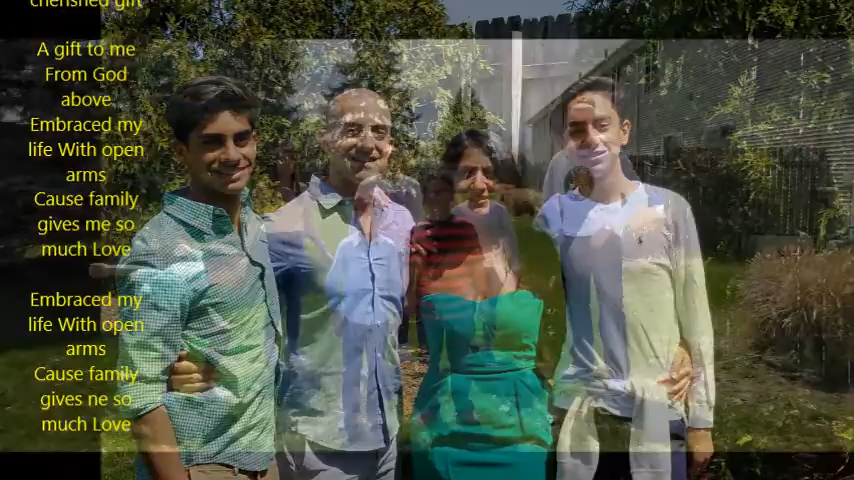 cherished gift
A gift to me
From God
above
Embraced my
life With open
arms
Cause family
gives me so
much Love
Embraced my
life With open
arms
Cause family
gives ne so
much Love